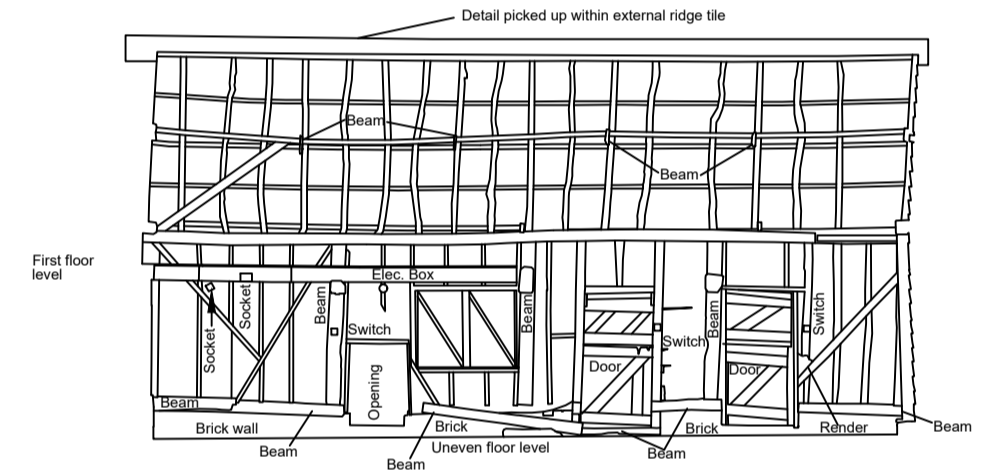 Detail picked up within external ridge tile
Beam
Beam
First floor
level
Elec. Box
Socket
Socket
Beam
Switch
Beam
Switch
Beam
Switch
Opening
Door
Door
Beam
Brick wall
Beam
Brick
Beam
Uneven floor level
Beam
Brick
Render
Beam